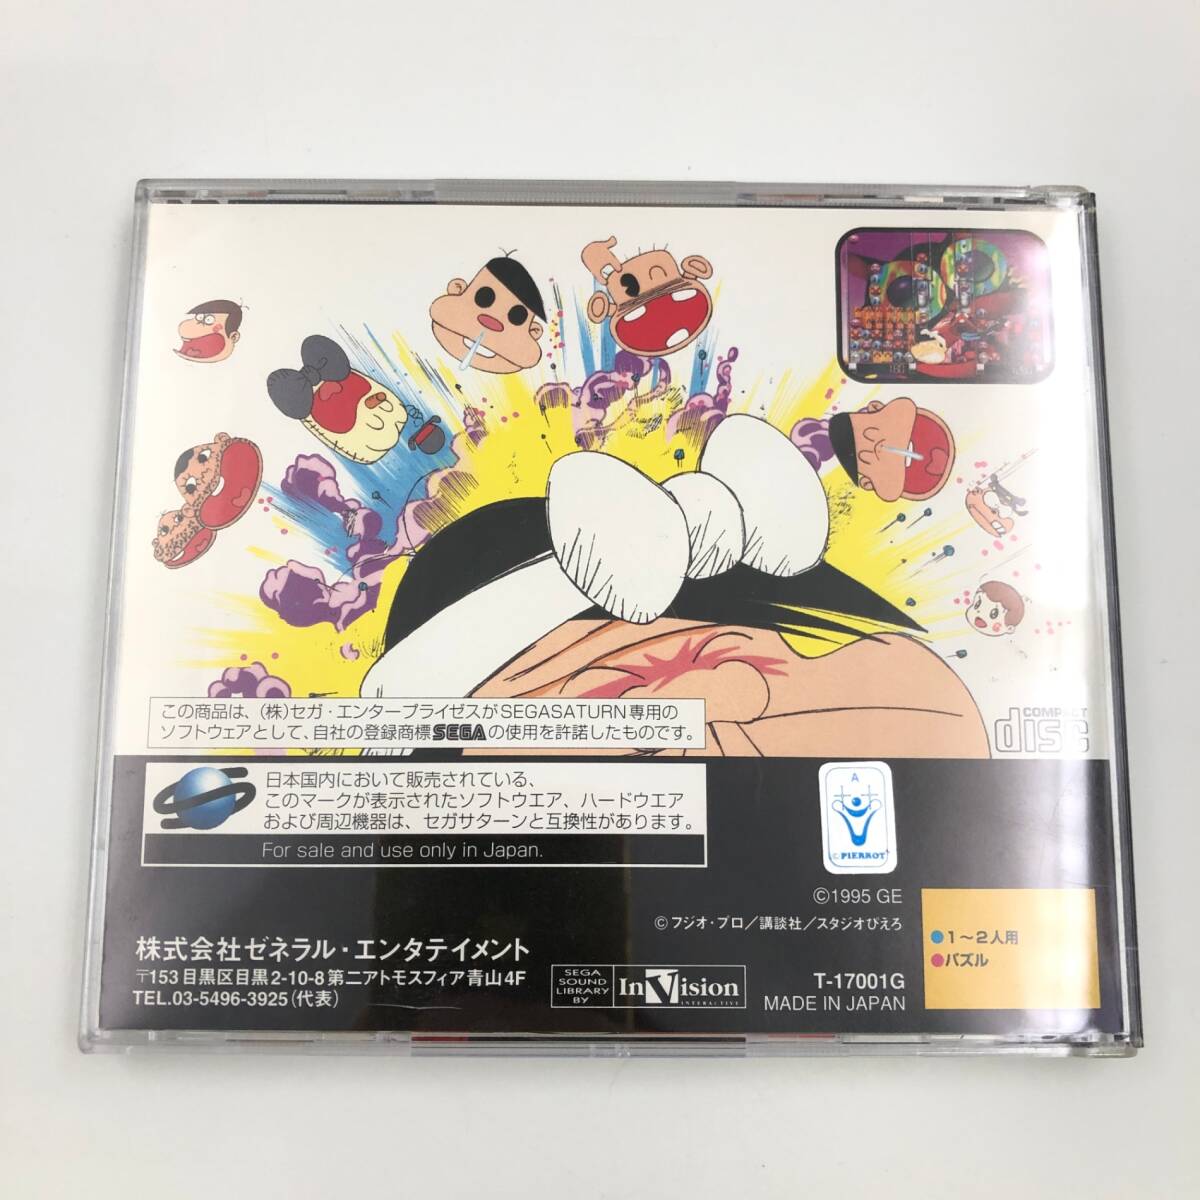 この商品は、(株)セガ・エンタープライゼスがSEGASATURN専用の
ソフトウェアとして、自社の登録商標SEGAの使用を許諾したものです。
COMPACT
disc
日本国内において販売されている、
このマークが表示されたソフトウエア、ハードウエア
および周辺機器は、セガサターンと互換性があります。
For sale and use only in Japan.
A
©PIERROT
©1995 GE
©フジオ・プロ／講談社／スタジオぴえろ
株式会社ゼネラル・エンタテイメント
〒153 目黒区目黒2-10-8 第二アトモスフィア青山4F
TEL.03-5496-3925(代表)
SEGA
SOUND
LIBRARY
BY
InVision
INTERACTIVE
T-17001G
MADE IN JAPAN
●1～2人用
●パズル